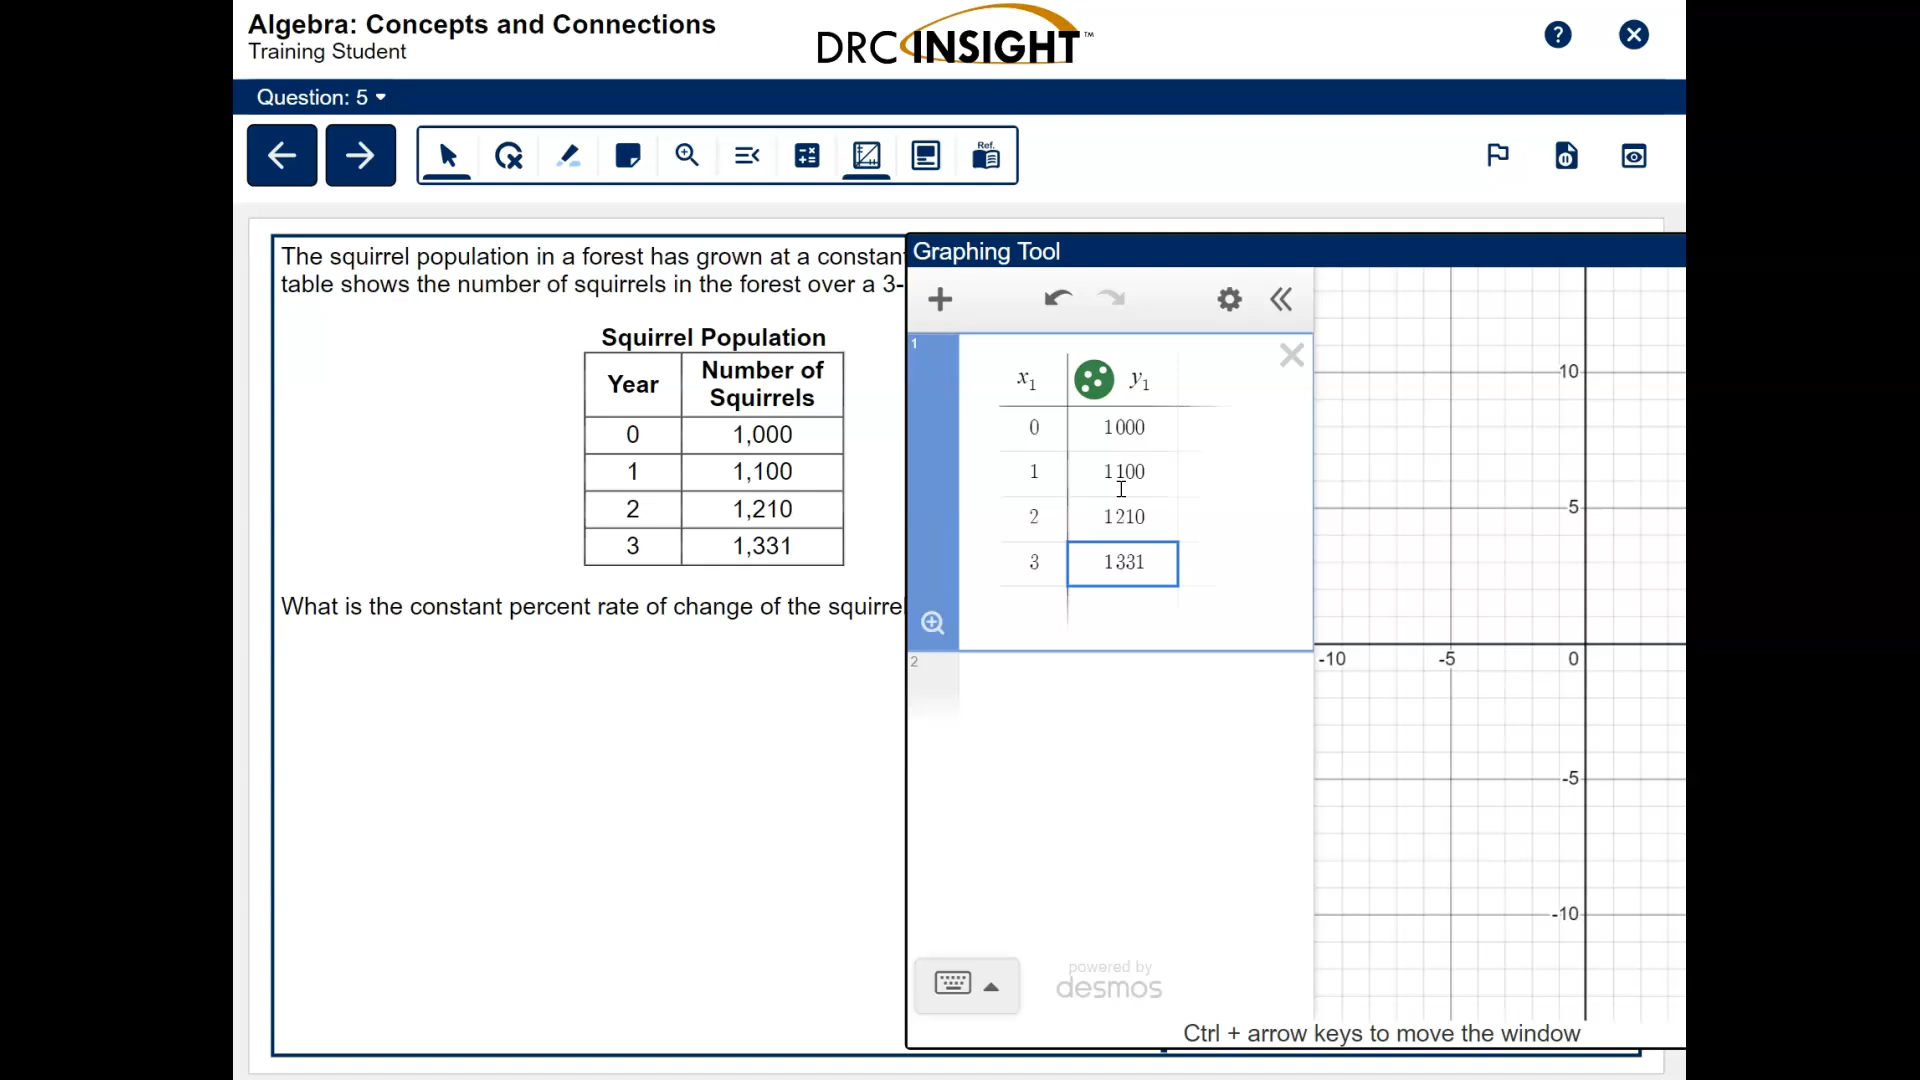 Algebra: Concepts and Connections
Training Student
DRC INSIGHT™
?
Question: 5
Ref.
The squirrel population in a forest has grown at a constan
table shows the number of squirrels in the forest over a 3-
Squirrel Population
Year Number of Squirrels
0 1,000
1 1,100
2 1,210
3 1,331
What is the constant percent rate of change of the squirre
Graphing Tool
1
x₁ y₁
0 1000
1 1100
2 1210
3 1331
2
powered by
desmos
10
5
-10 -5 0
-5
-10
Ctrl + arrow keys to move the window